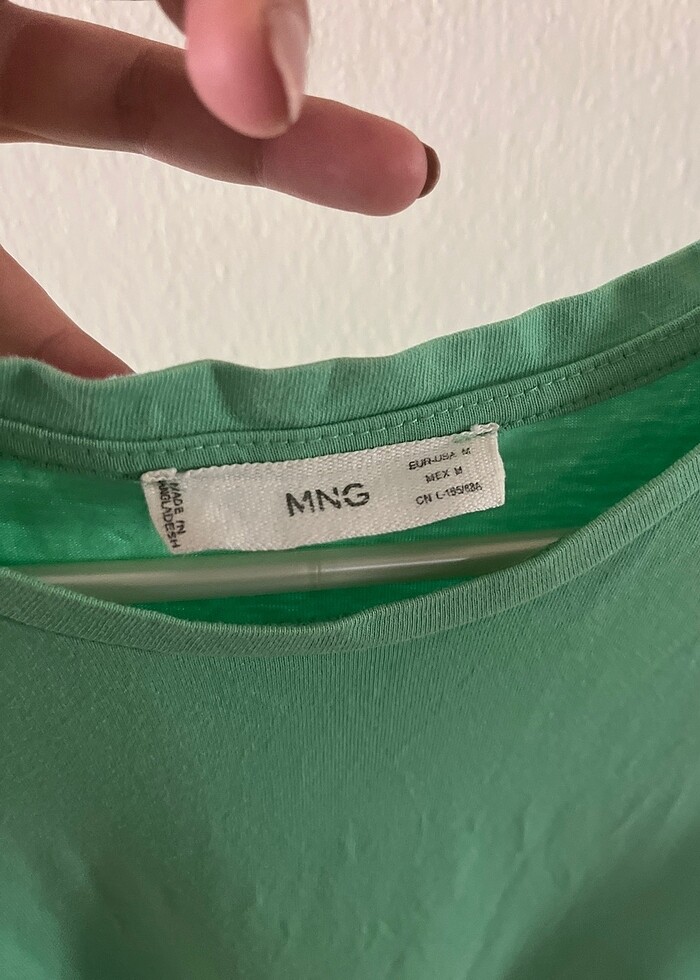 MADE IN
BANGLADESH
MNG
EUR-USA M
MEX M
CN L-165/88A